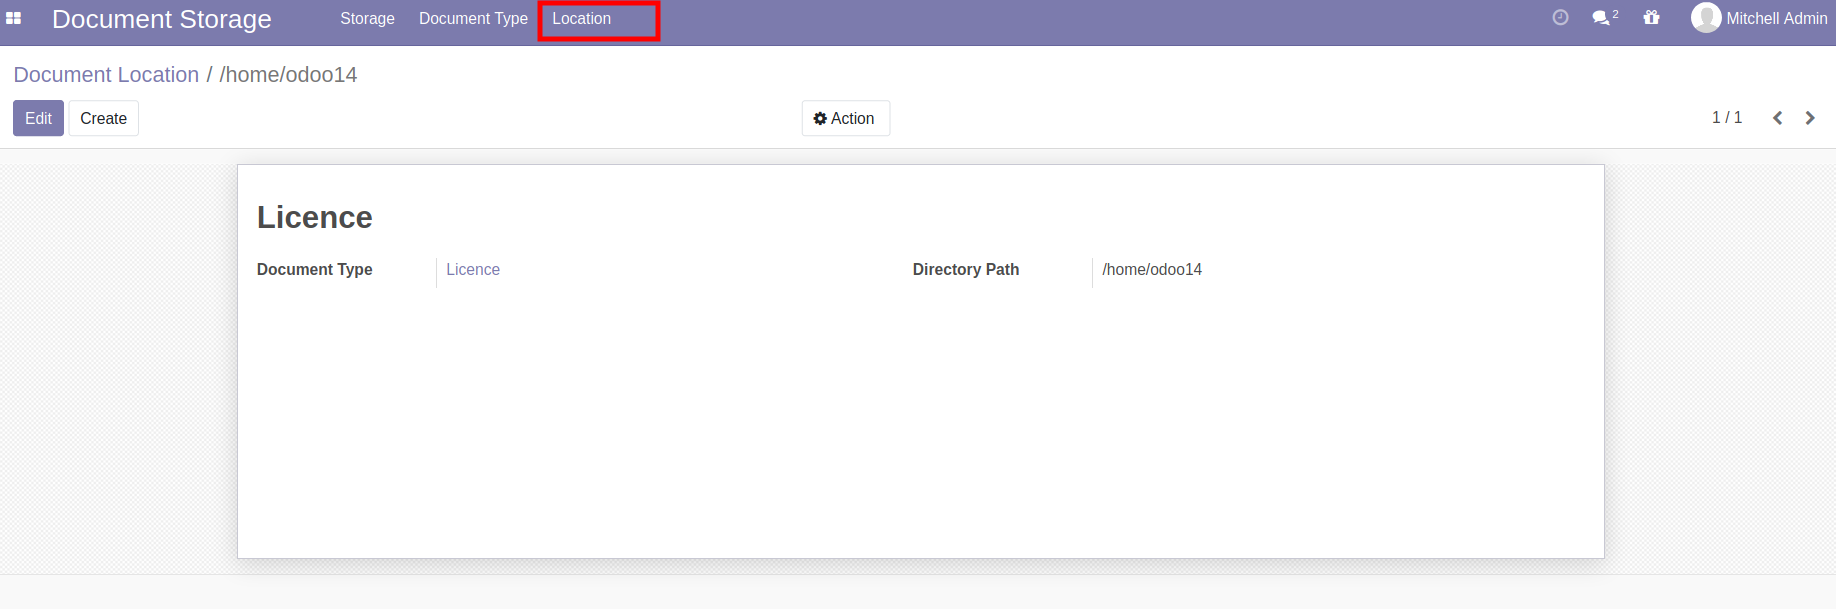 Document Storage Storage Document Type Location 2 Mitchell Admin
Document Location / /home/odoo14
Edit Create Action 1 / 1
Licence
Document Type Licence Directory Path /home/odoo14